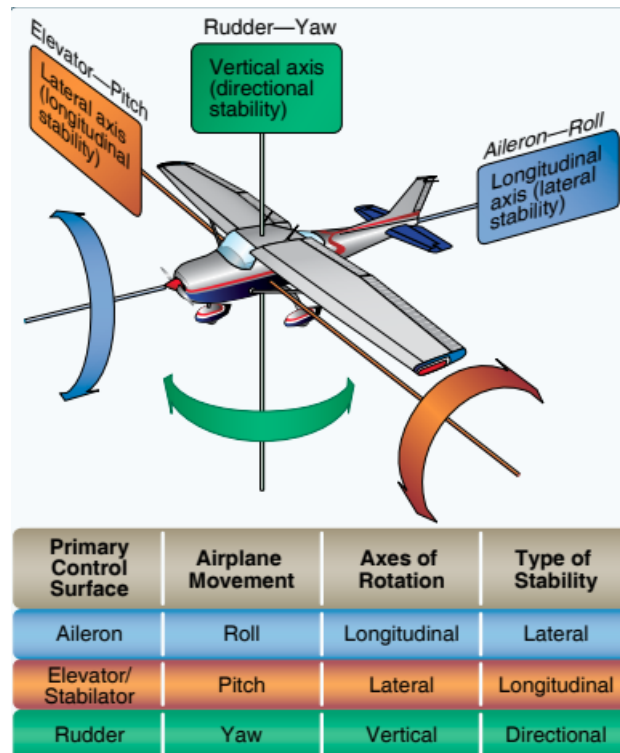 Rudder—Yaw
Vertical axis
(directional
stability)
Elevator—Pitch
Lateral axis
(longitudinal
stability)
Aileron—Roll
Longitudinal
axis (lateral
stability)
Primary
Control
Surface
Airplane
Movement
Axes of
Rotation
Type of
Stability
Aileron
Roll
Longitudinal
Lateral
Elevator/
Stabilator
Pitch
Lateral
Longitudinal
Rudder
Yaw
Vertical
Directional